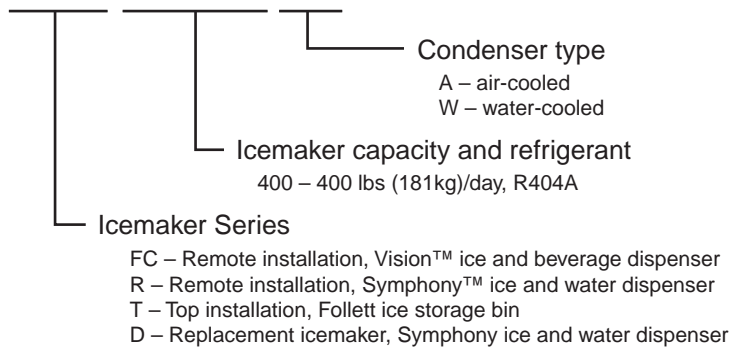 Condenser type
A – air-cooled
W – water-cooled
Icemaker capacity and refrigerant
400 – 400 lbs (181kg)/day, R404A
Icemaker Series
FC – Remote installation, Vision™ ice and beverage dispenser
R – Remote installation, Symphony™ ice and water dispenser
T – Top installation, Follett ice storage bin
D – Replacement icemaker, Symphony ice and water dispenser